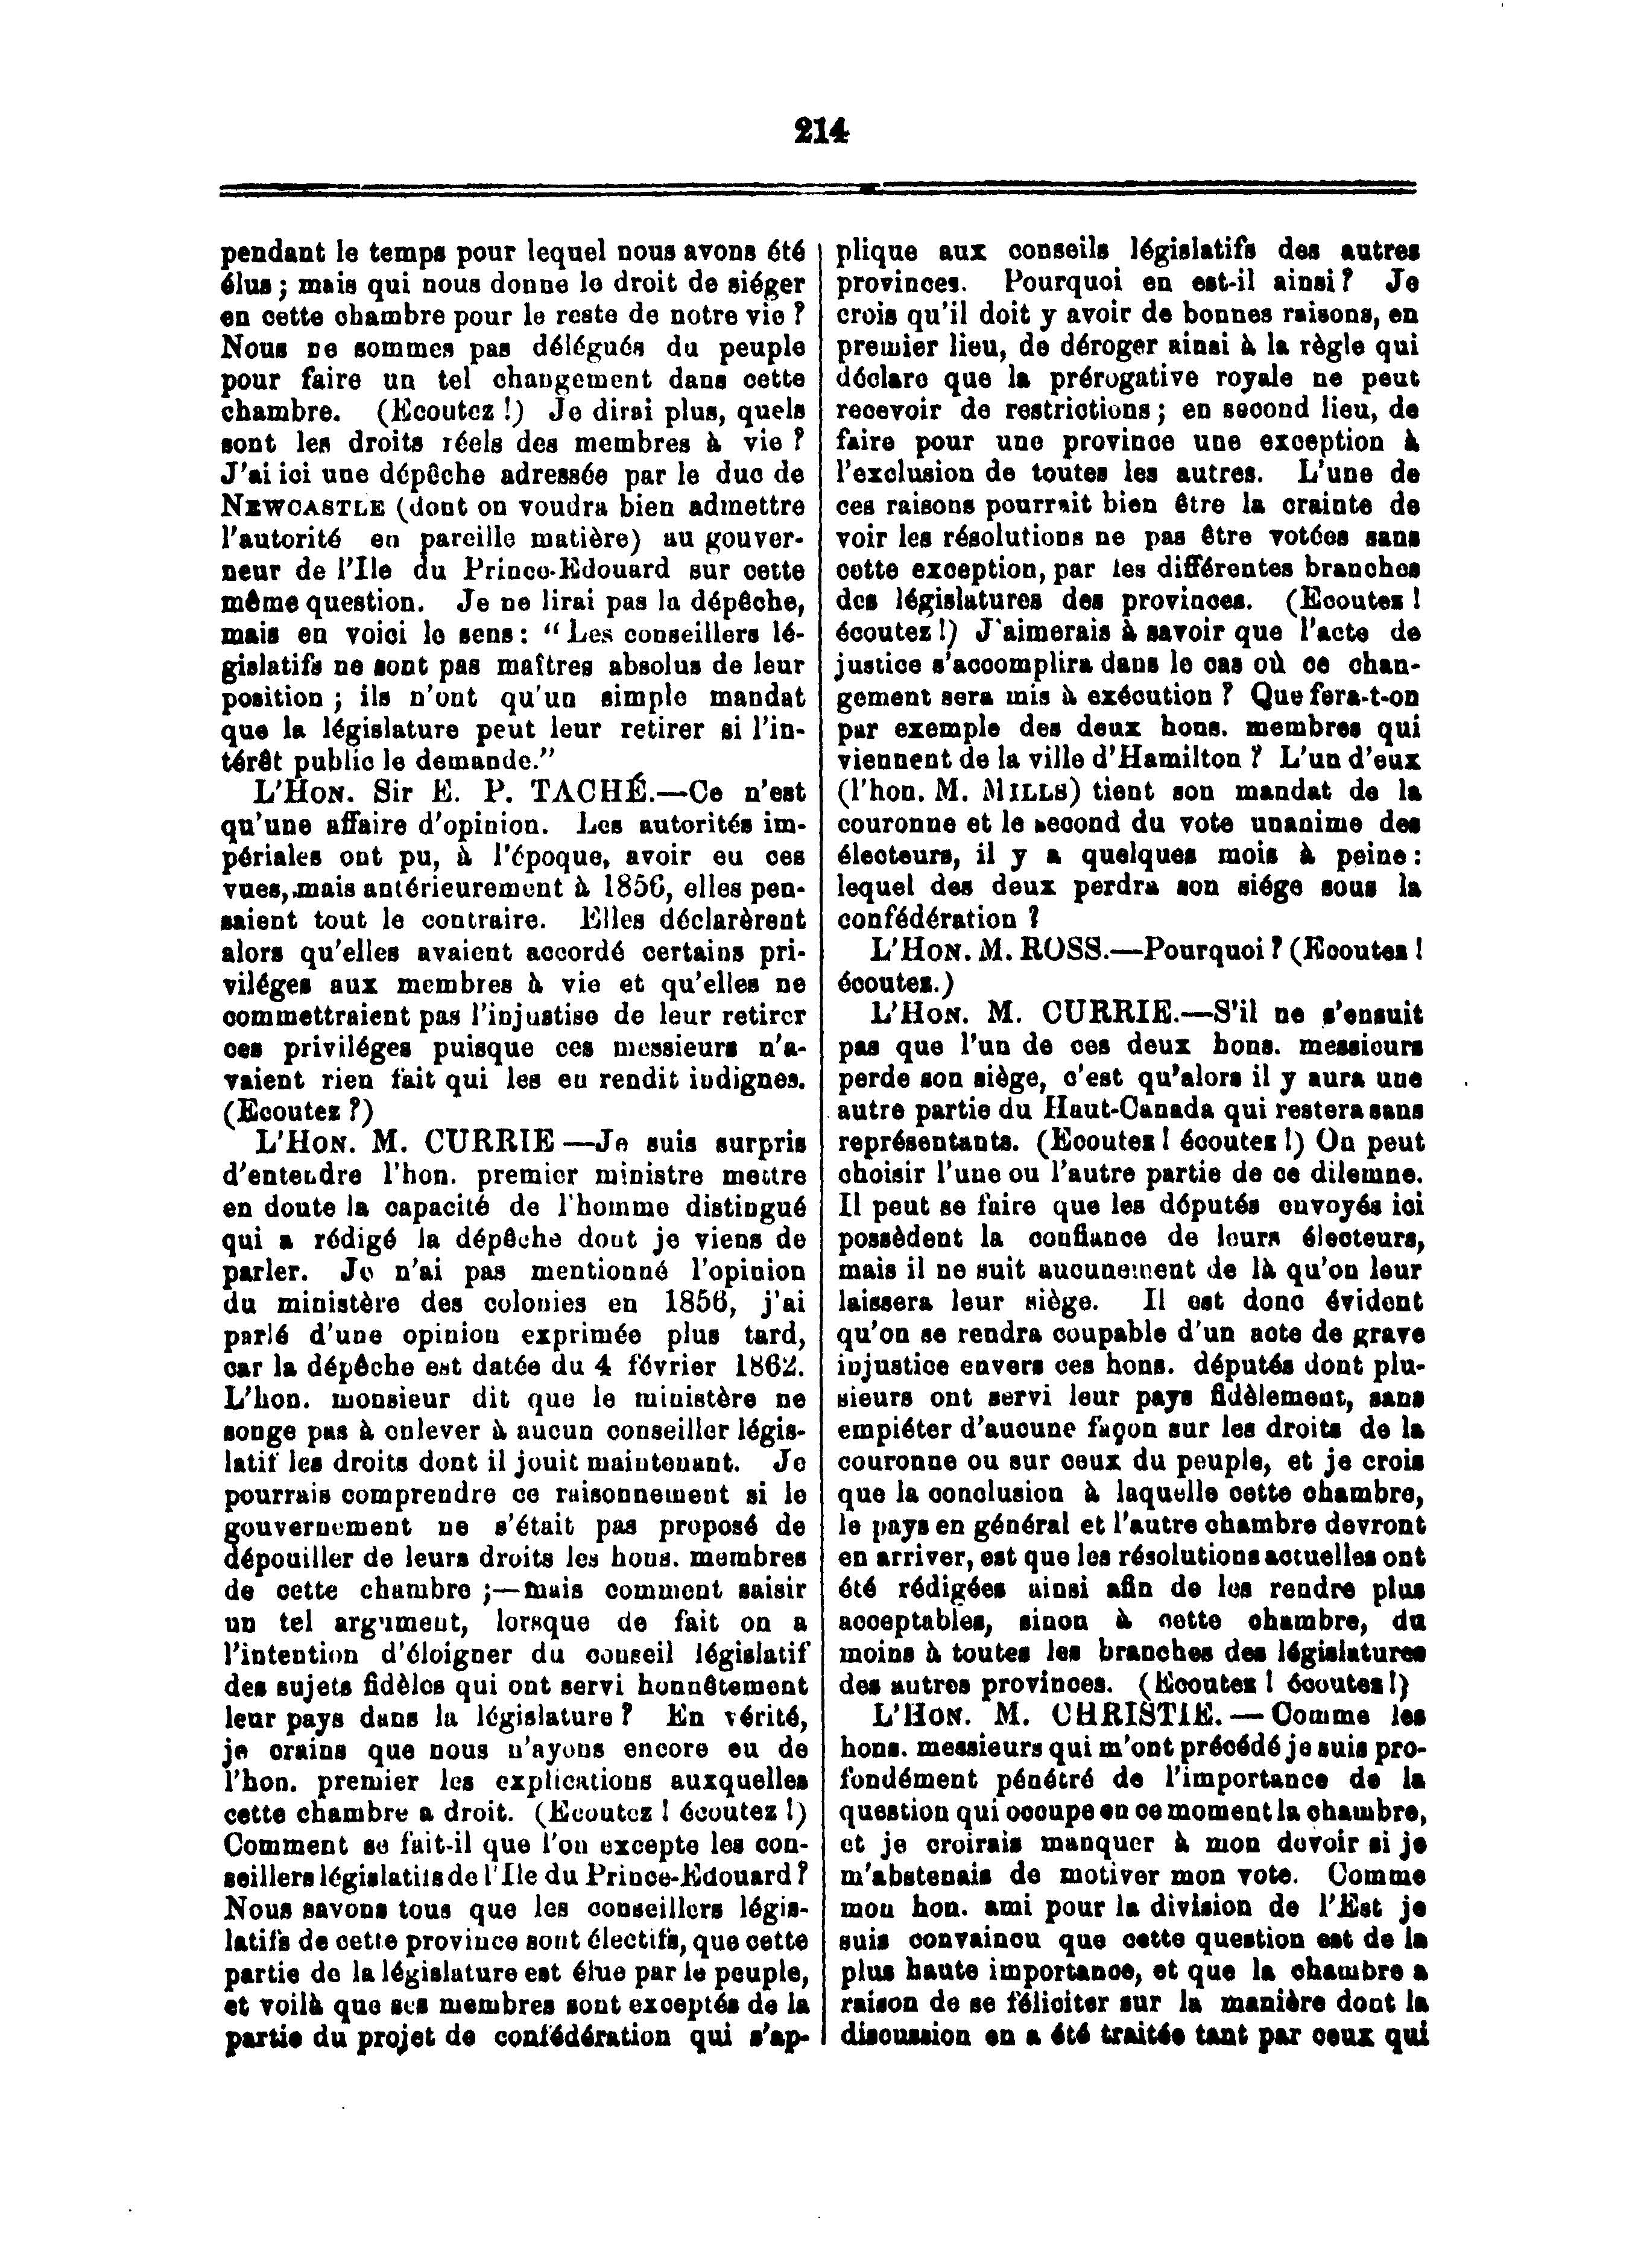 214
pendant le temps pour lequel nous avons été
élus ; mais qui nous donne le droit de siéger
en cette chambre pour le reste de notre vie ?
Nous ne sommes pas délégués du peuple
pour faire un tel changement dans cette
chambre. (Ecoutez !) Je dirai plus, quels
sont les droits réels des membres à vie ?
J'ai ici une dépêche adressée par le duc de
NEWCASTLE (dont on voudra bien admettre
l'autorité en pareille matière) au gouver-
neur de l'Ile du Prince-Edouard sur cette
même question. Je ne lirai pas la dépêche,
mais en voici le sens : “ Les conseillers lé-
gislatifs ne sont pas maîtres absolus de leur
position ; ils n'ont qu'un simple mandat
que la législature peut leur retirer si l'in-
térêt public le demande.”
L'HON. Sir E. P. TACHÉ.—Ce n'est
qu'une affaire d'opinion. Les autorités im-
périales ont pu, à l'époque, avoir eu ces
vues, mais antérieurement à 1856, elles pen-
saient tout le contraire. Elles déclarèrent
alors qu'elles avaient accordé certains pri-
viléges aux membres à vie et qu'elles ne
commettraient pas l'injustise de leur retirer
ces priviléges puisque ces messieurs n'a-
vaient rien fait qui les en rendit indignes.
(Ecoutez ?)
L'HON. M. CURRIE —Je suis surpris
d'entendre l'hon. premier ministre mettre
en doute la capacité de l'homme distingué
qui a rédigé la dépêche dont je viens de
parler. Je n'ai pas mentionné l'opinion
du ministère des colonies en 1856, j'ai
parlé d'une opinion exprimée plus tard,
car la dépêche est datée du 4 février 1862.
L'hon. monsieur dit que le ministère ne
songe pas à enlever à aucun conseiller légis-
latif les droits dont il jouit maintenant. Je
pourrais comprendre ce raisonnement si le
gouvernement ne s'était pas proposé de
dépouiller de leurs droits les hons. membres
de cette chambre ;—mais comment saisir
un tel argument, lorsque de fait on a
l'intention d'éloigner du conseil législatif
des sujets fidèles qui ont servi honnêtement
leur pays dans la législature ? En vérité,
je crains que nous n'ayons encore eu de
l'hon. premier les explications auxquelles
cette chambre a droit. (Ecoutez ! écoutez !)
Comment se fait-il que l'on excepte les con-
seillers législatifs de l'Ile du Prince-Edouard ?
Nous savons tous que les conseillers légis-
latifs de cette province sont électifs, que cette
partie de la législature est élue par le peuple,
et voilà que ses membres sont exceptés de la
partie du projet de confédération qui s'ap-
plique aux conseils législatifs des autres
provinces. Pourquoi en est-il ainsi ? Je
crois qu'il doit y avoir de bonnes raisons, en
premier lieu, de déroger ainsi à la règle qui
déclare que la prérogative royale ne peut
recevoir de restrictions ; en second lieu, de
faire pour une province une exception à
l'exclusion de toutes les autres. L'une de
ces raisons pourrait bien être la crainte de
voir les résolutions ne pas être votées sans
cette exception, par les différentes branches
des législatures des provinces. (Ecoutez !
écoutez !) J'aimerais à savoir que l'acte de
justice s'accomplira dans le cas où ce chan-
gement sera mis à exécution ? Que fera-t-on
par exemple des deux hons. membres qui
viennent de la ville d'Hamilton ? L'un d'eux
(l'hon. M. MILLS) tient son mandat de la
couronne et le second du vote unanime des
électeurs, il y a quelques mois à peine :
lequel des deux perdra son siége sous la
confédération ?
L'HON. M. ROSS.—Pourquoi ? (Ecoutez !
écoutez.)
L'HON. M. CURRIE.—S'il ne s'ensuit
pas que l'un de ces deux hons. messieurs
perde son siège, c'est qu'alors il y aura une
autre partie du Haut-Canada qui restera sans
représentants. (Ecoutez ! écoutez !) On peut
choisir l'une ou l'autre partie de ce dilemne.
Il peut se faire que les députés envoyés ici
possèdent la confiance de leurs électeurs,
mais il ne suit aucunement de là qu'on leur
laissera leur siège. Il est donc évident
qu'on se rendra coupable d'un acte de grave
injustice envers ces hons. députés dont plu-
sieurs ont servi leur pays fidèlement, sans
empiéter d'aucune façon sur les droits de la
couronne ou sur ceux du peuple, et je crois
que la conclusion à laquelle cette chambre,
le pays en général et l'autre chambre devront
en arriver, est que les résolutions actuelles ont
été rédigées ainsi afin de les rendre plus
acceptables, sinon à cette chambre, du
moins à toutes les branches des législatures
des autres provinces. (Ecoutez ! écoutez !)
L'HON. M. CHRISTIE. — Comme les
hons. messieurs qui m'ont précédé je suis pro-
fondément pénétré de l'importance de la
question qui occupe en ce moment la chambre,
et je croirais manquer à mon devoir si je
m'abstenais de motiver mon vote. Comme
mon hon. ami pour la division de l'Est je
suis convaincu que cette question est de la
plus haute importance, et que la chambre a
raison de se féliciter sur la manière dont la
discussion en a été traitée tant par ceux qui